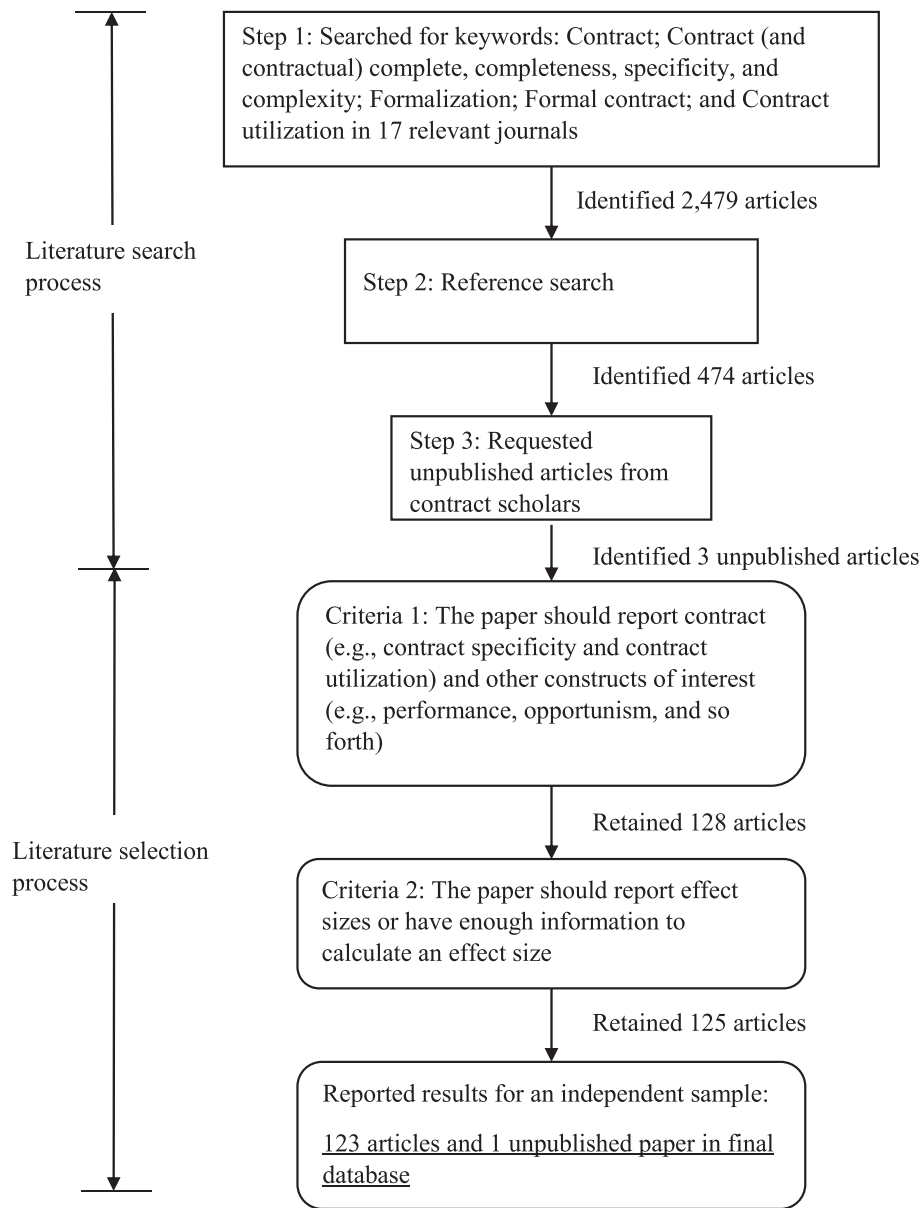 Step 1: Searched for keywords: Contract; Contract (and
contractual) complete, completeness, specificity, and
complexity; Formalization; Formal contract; and Contract
utilization in 17 relevant journals
Identified 2,479 articles
Literature search
process
Step 2: Reference search
Identified 474 articles
Step 3: Requested
unpublished articles from
contract scholars
Identified 3 unpublished articles
Criteria 1: The paper should report contract
(e.g., contract specificity and contract
utilization) and other constructs of interest
(e.g., performance, opportunism, and so
forth)
Retained 128 articles
Literature selection
process
Criteria 2: The paper should report effect
sizes or have enough information to
calculate an effect size
Retained 125 articles
Reported results for an independent sample:
123 articles and 1 unpublished paper in final
database